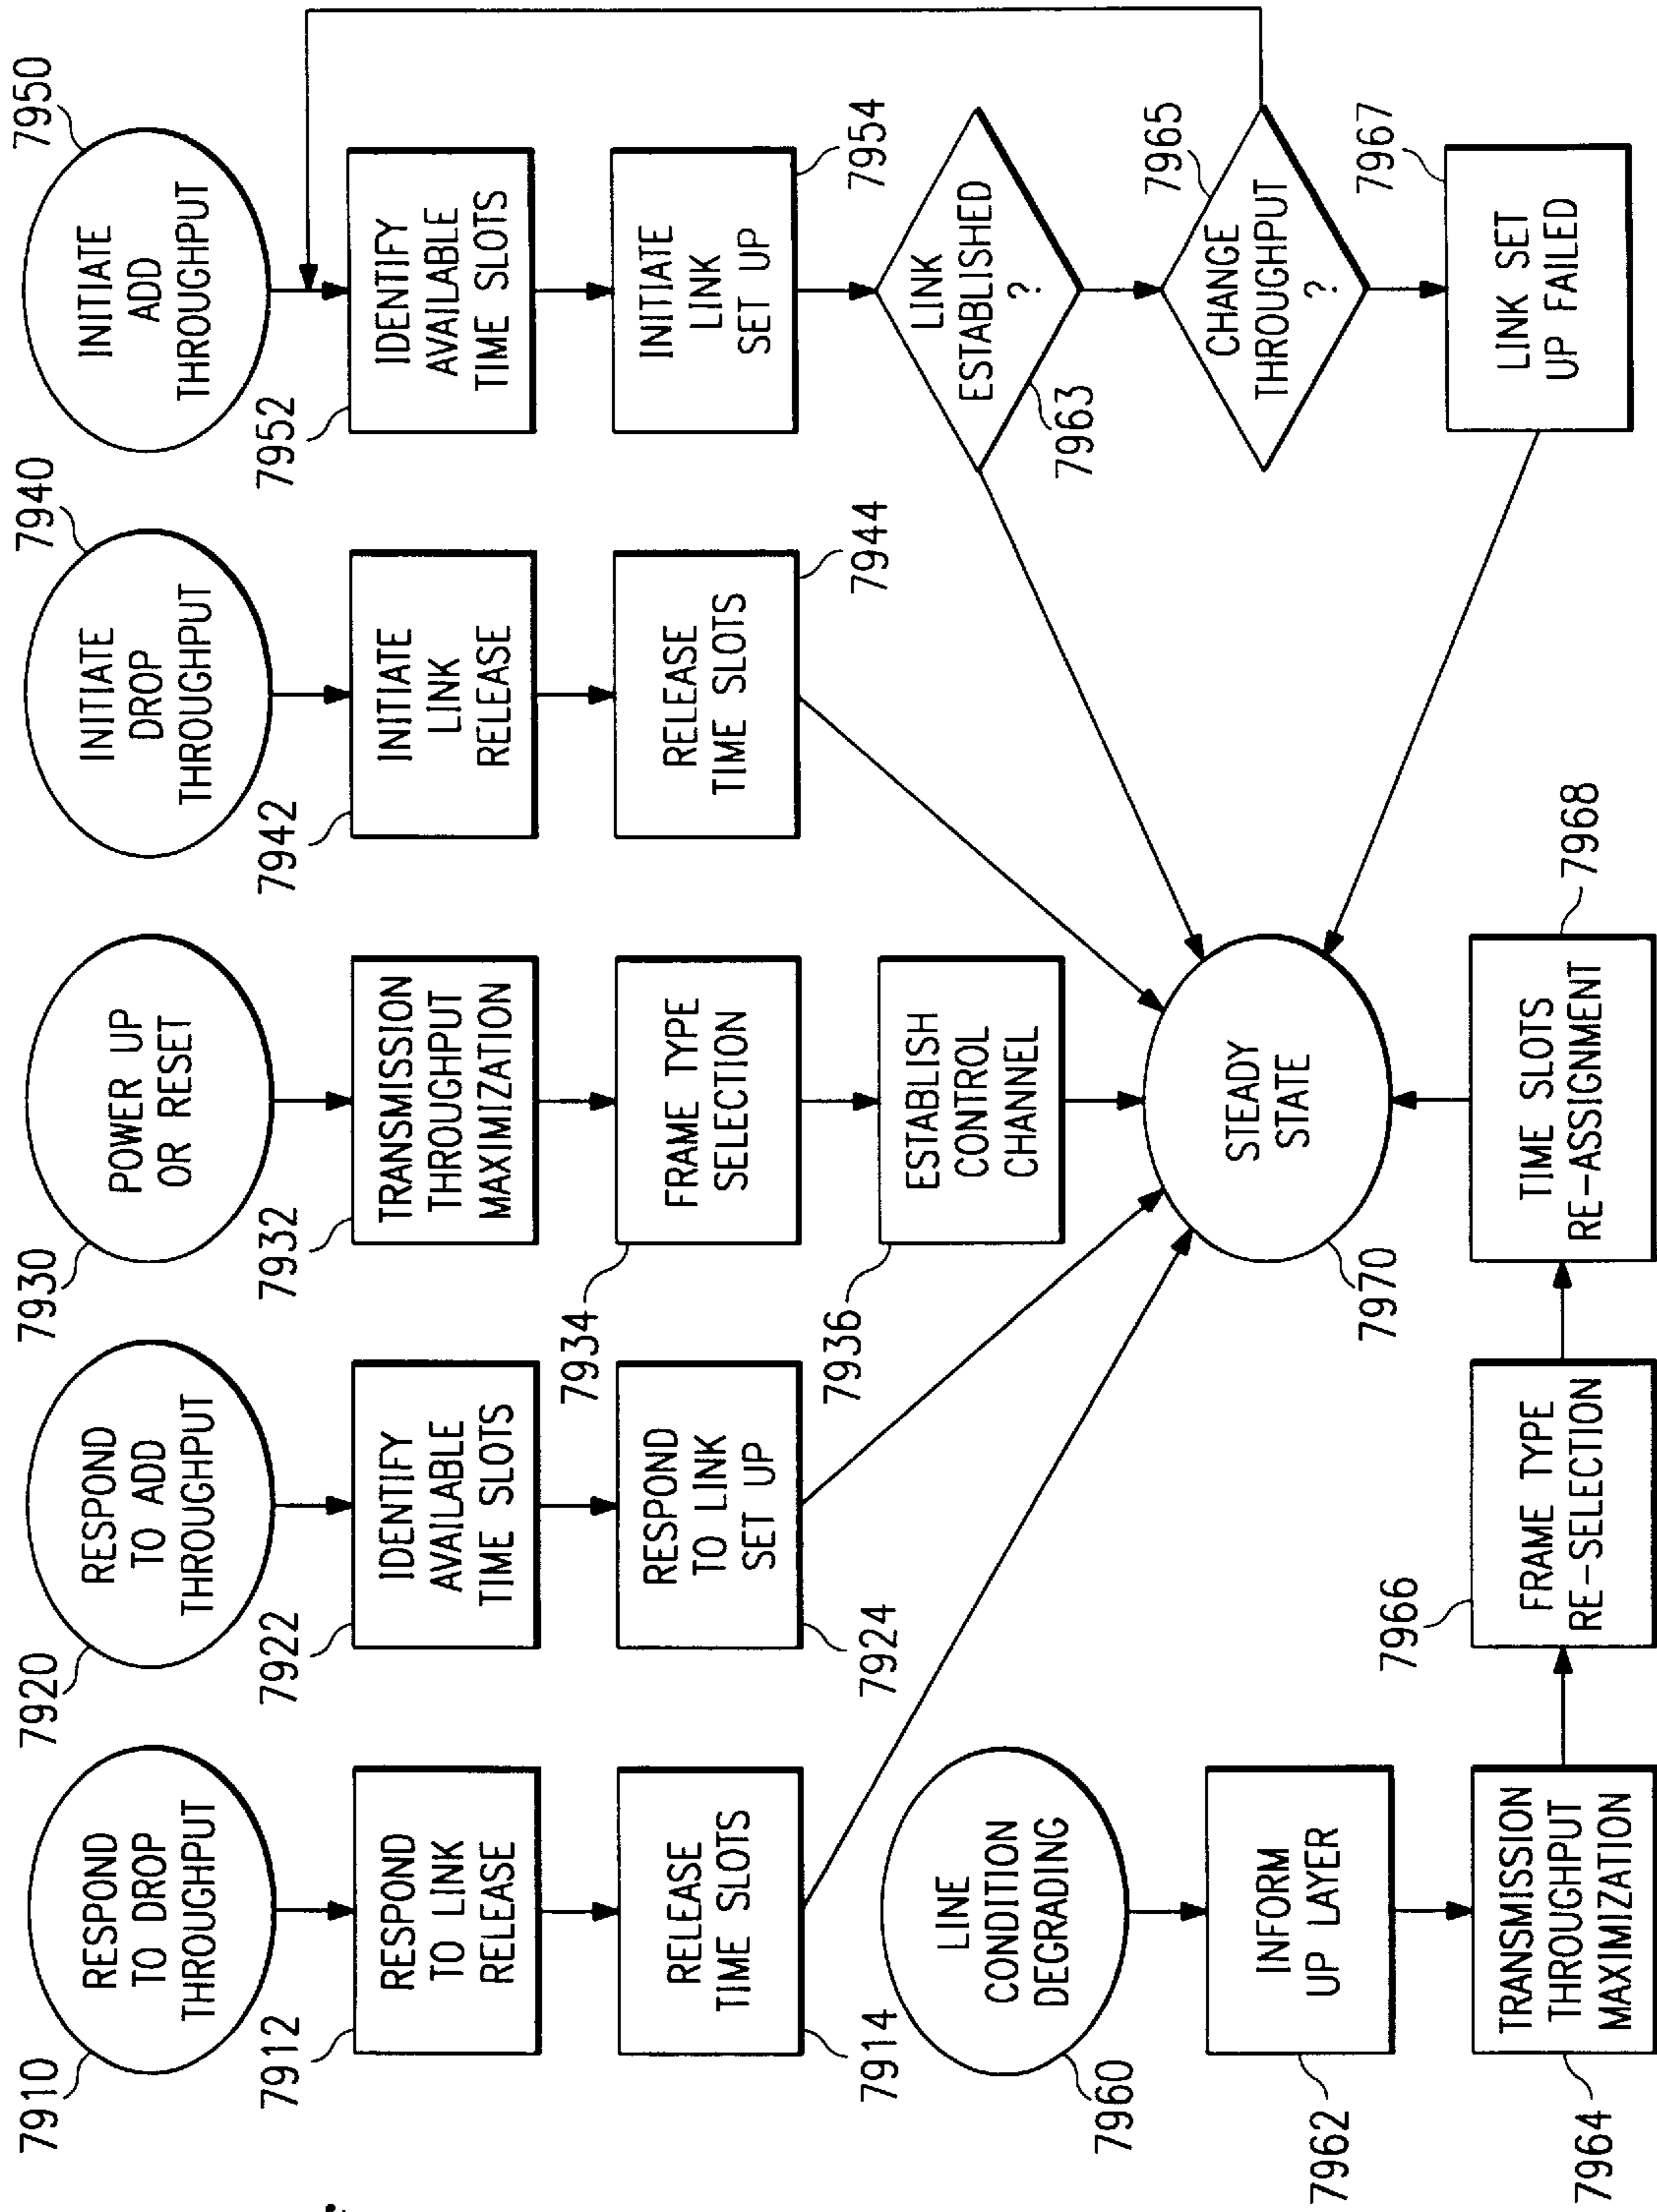 7910
RESPOND
TO DROP
THROUGHPUT
7912
RESPOND
TO LINK
RELEASE
RELEASE
TIME SLOTS
7914
7920
RESPOND
TO ADD
THROUGHPUT
7922
IDENTIFY
AVAILABLE
TIME SLOTS
RESPOND
TO LINK
SET UP
7924
7930
POWER UP
OR RESET
7932
TRANSMISSION
THROUGHPUT
MAXIMIZATION
7934
FRAME TYPE
SELECTION
7936
ESTABLISH
CONTROL
CHANNEL
7940
INITIATE
DROP
THROUGHPUT
7942
INITIATE
LINK
RELEASE
RELEASE
TIME SLOTS
7944
7950
INITIATE
ADD
THROUGHPUT
7952
IDENTIFY
AVAILABLE
TIME SLOTS
INITIATE
LINK
SET UP
7954
LINK
ESTABLISHED
?
7963
CHANGE
THROUGHPUT
?
7965
LINK SET
UP FAILED
7967
LINE
CONDITION
DEGRADING
7960
INFORM
UP LAYER
7962
TRANSMISSION
THROUGHPUT
MAXIMIZATION
7964
7966
FRAME TYPE
RE-SELECTION
TIME SLOTS
RE-ASSIGNMENT
7968
STEADY
STATE
7970